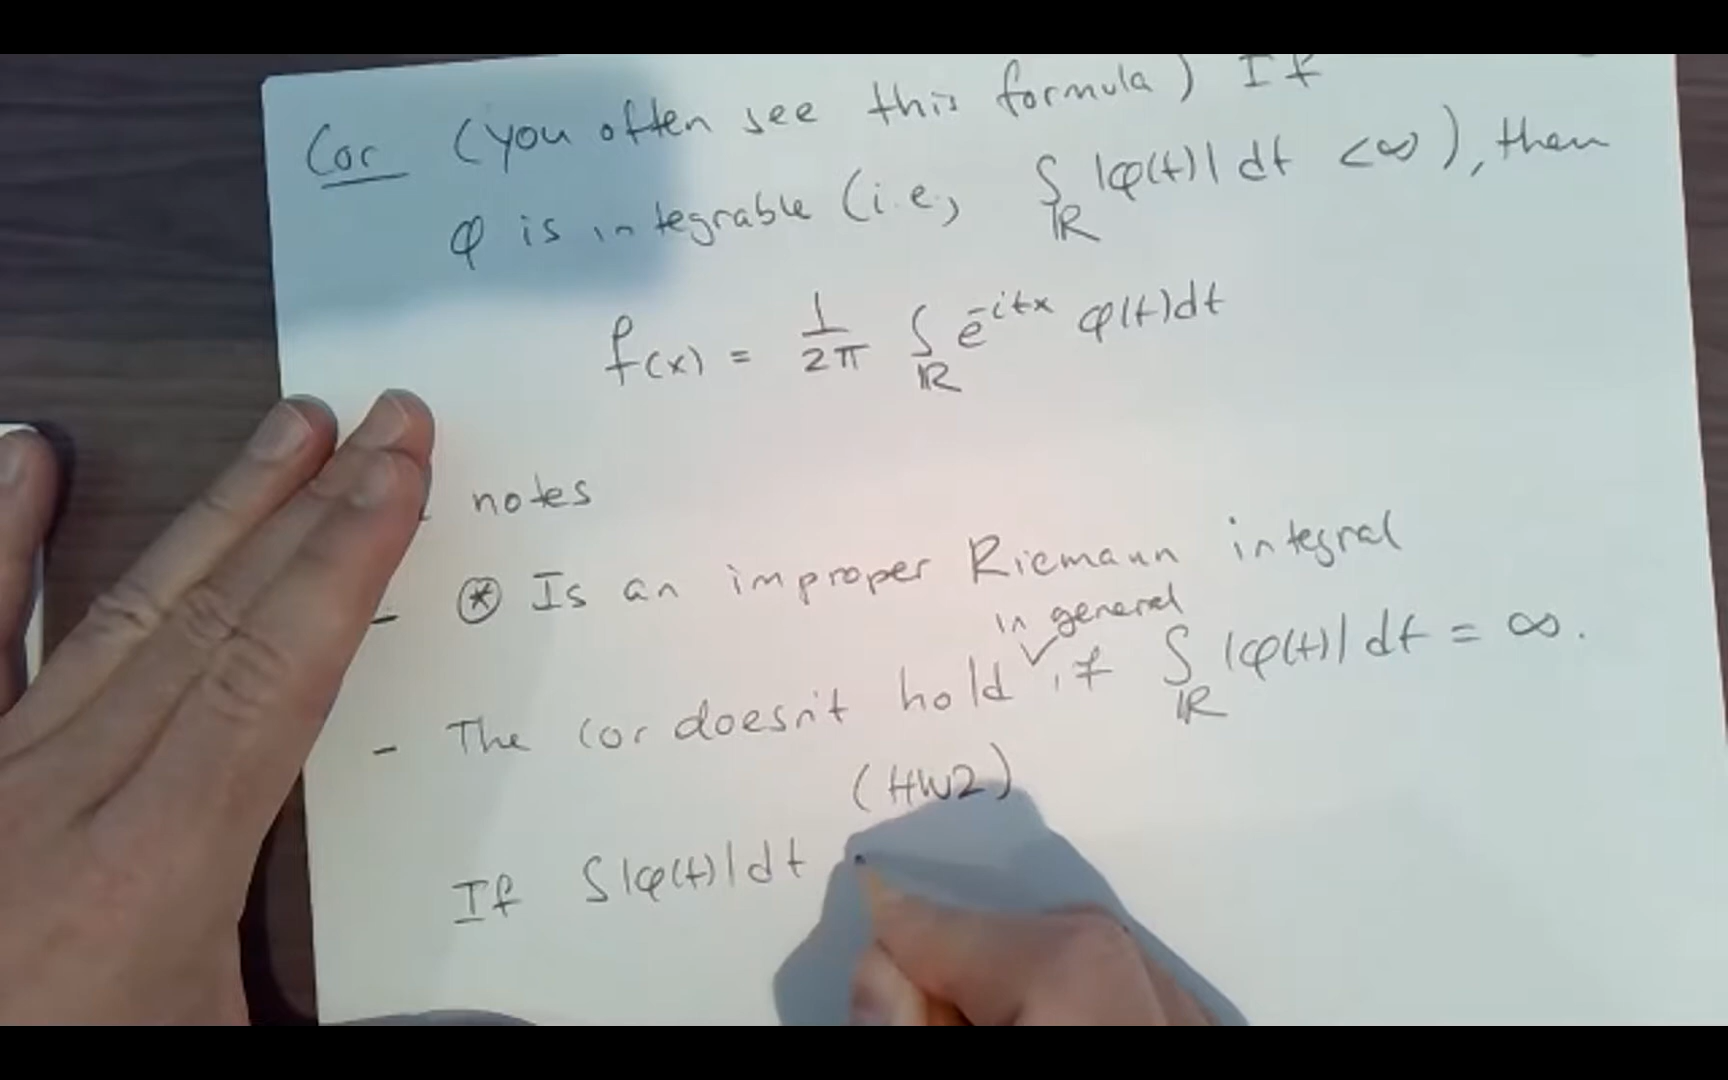 Cor (you often see this formula) If
φ is integrable (i.e., ∫_ℝ |φ(t)| dt < ∞), then
f(x) = 1/2π ∫_ℝ e^{-itx} φ(t)dt
notes
- ⊛ Is an improper Riemann integral
in general
- The Cor doesn't hold ✓ if ∫_ℝ |φ(t)| dt = ∞.
(HW2)
If ∫|φ(t)|dt